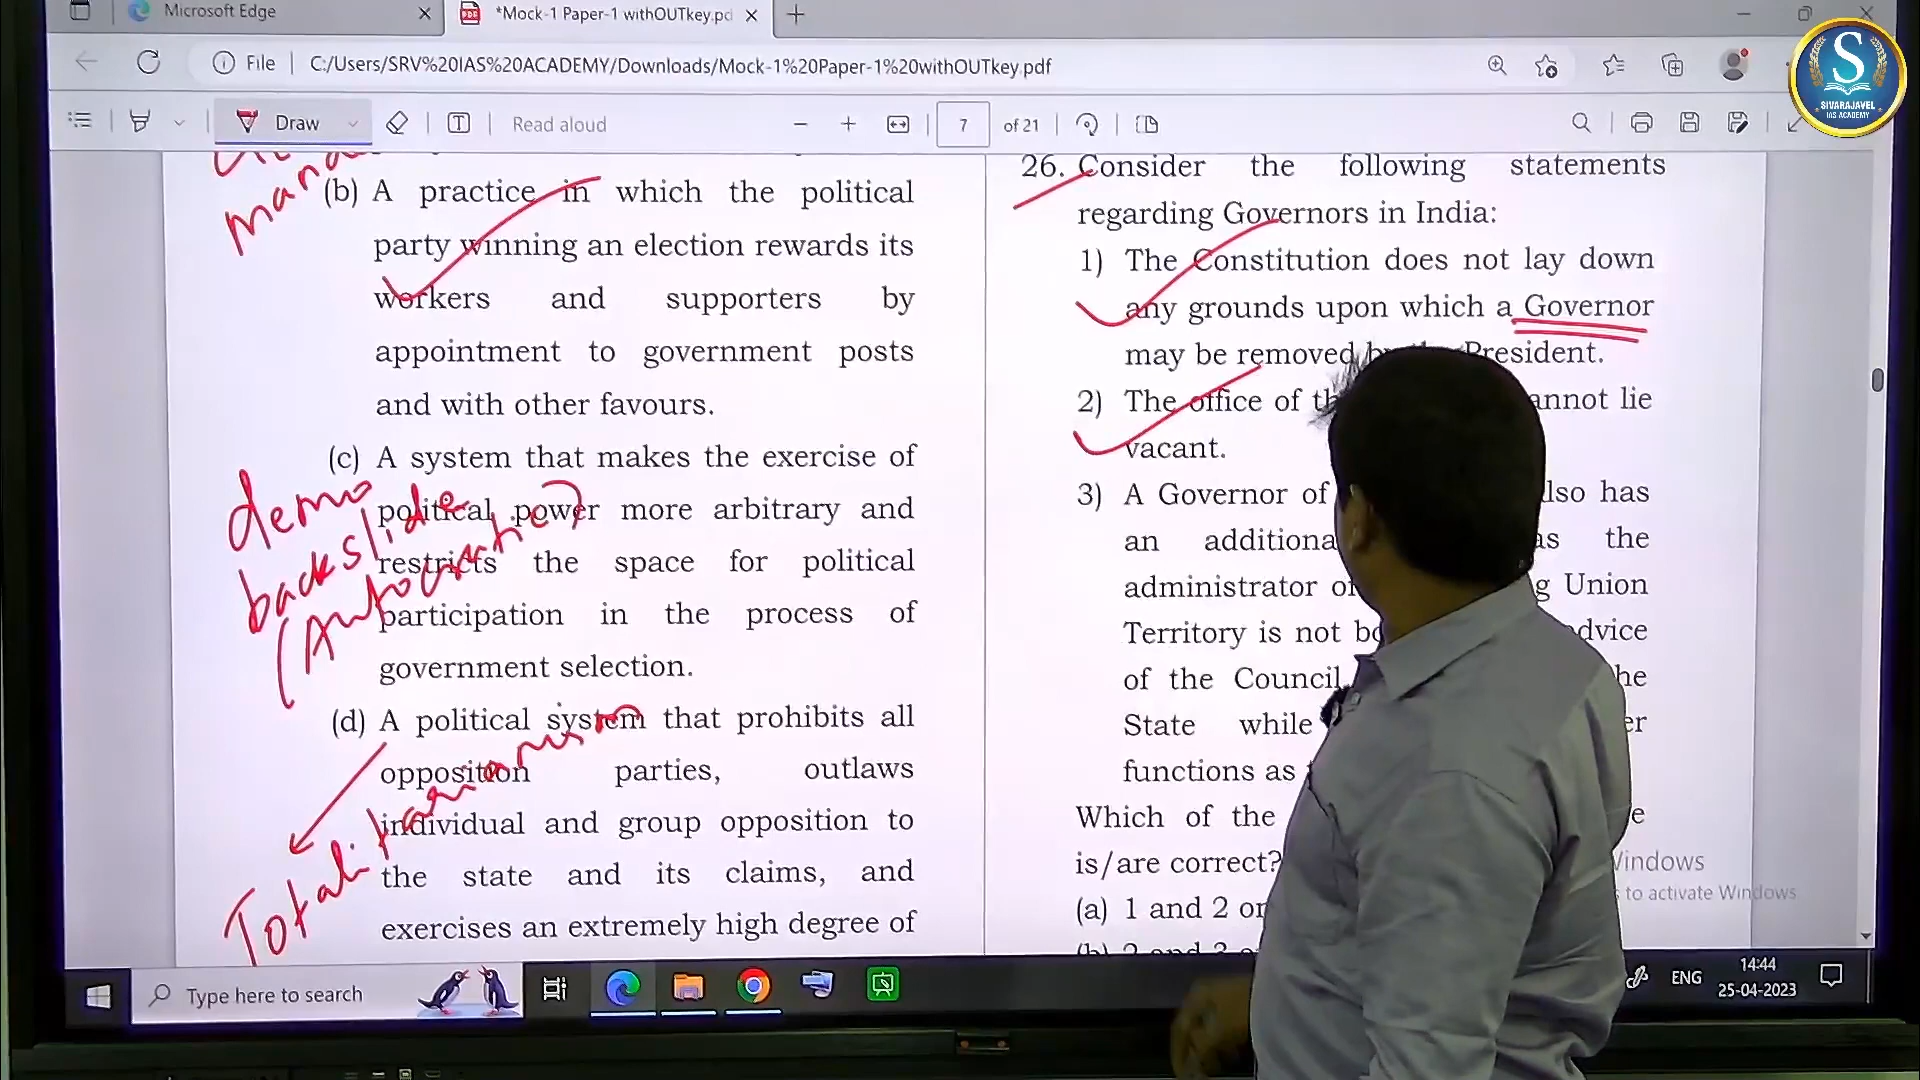 Microsoft Edge
*Mock-1 Paper-1 withOUTkey.pd
File
C:/Users/SRV%20IAS%20ACADEMY/Downloads/Mock-1%20Paper-1%20withOUTkey.pdf
Draw
Read aloud
7
of 21
S
SIVARAJAVEL
IAS ACADEMY
(b) A practice in which the political
party winning an election rewards its
workers and supporters by
appointment to government posts
and with other favours.
(c) A system that makes the exercise of
political power more arbitrary and
restricts the space for political
participation in the process of
government selection.
(d) A political system that prohibits all
opposition parties, outlaws
individual and group opposition to
the state and its claims, and
exercises an extremely high degree of
demo
backslide
(Autocratic)
Totalitarianism
26. Consider the following statements
regarding Governors in India:
1) The Constitution does not lay down
any grounds upon which a Governor
may be removed President.
2) The office of lie
vacant.
3) A Governor of has
an as the
administrator Union
Territory is not
of the Council
State while
functions as
Which of the
is/are correct?
(a) 1 and 2
to activate Windows
Type here to search
ENG
14:44
25-04-2023